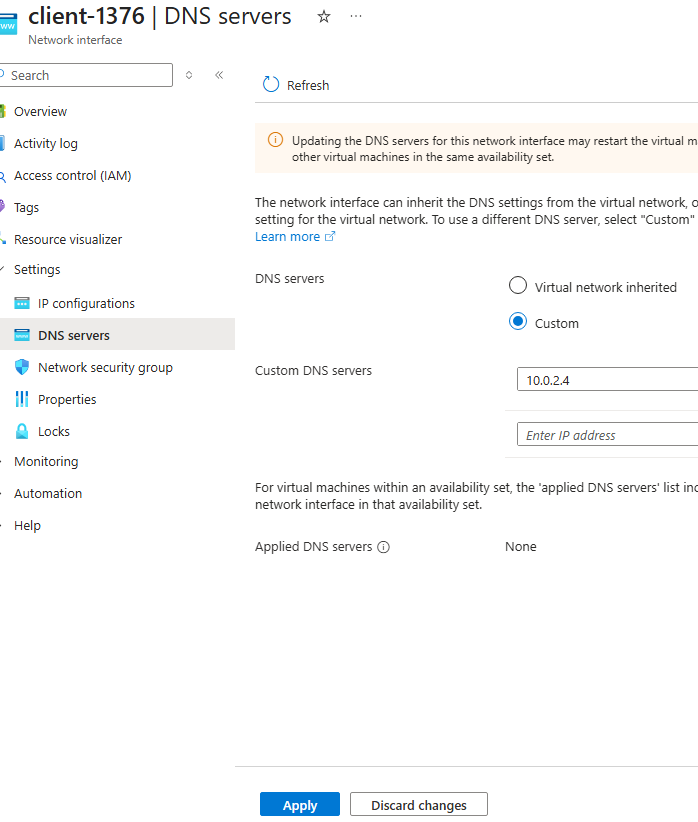 client-1376 | DNS servers
Network interface
Search
Overview
Activity log
Access control (IAM)
Tags
Resource visualizer
Settings
IP configurations
DNS servers
Network security group
Properties
Locks
Monitoring
Automation
Help
Refresh
Updating the DNS servers for this network interface may restart the virtual m
other virtual machines in the same availability set.
The network interface can inherit the DNS settings from the virtual network, o
setting for the virtual network. To use a different DNS server, select "Custom"
Learn more
DNS servers
Virtual network inherited
Custom
Custom DNS servers
10.0.2.4
Enter IP address
For virtual machines within an availability set, the 'applied DNS servers' list inc
network interface in that availability set.
Applied DNS servers
None
Apply
Discard changes